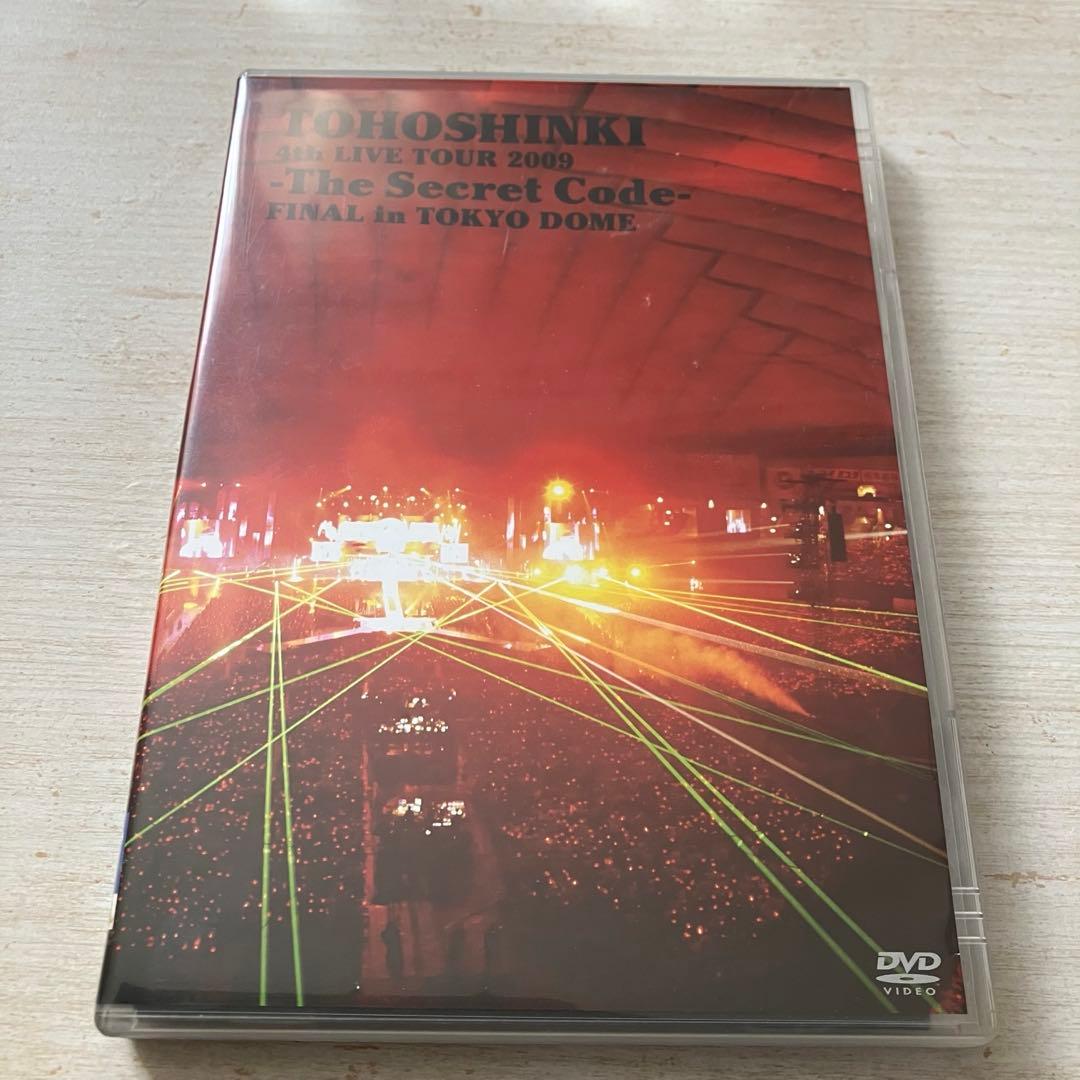 TOHOSHINKI
4th LIVE TOUR 2009
-The Secret Code-
FINAL in TOKYO DOME
DVD
VIDEO